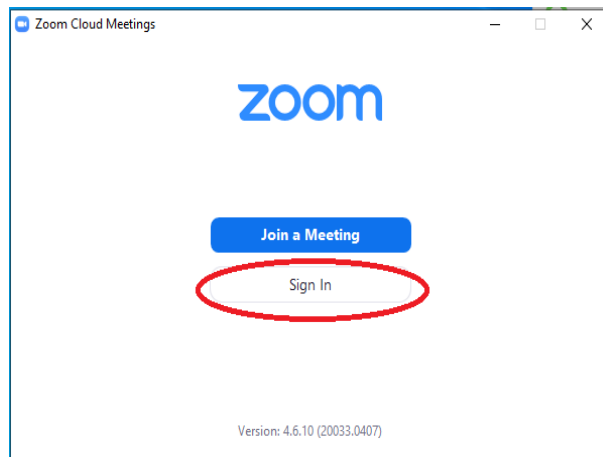 Zoom Cloud Meetings
zoom
Join a Meeting
Sign In
Version: 4.6.10 (20033.0407)